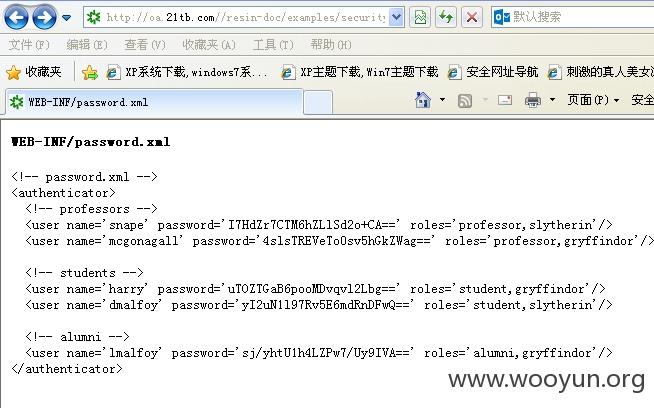 http://oa.21tb.com//resin-doc/examples/security
默认搜索
文件(F) 编辑(E) 查看(V) 收藏夹(A) 工具(T) 帮助(H)
收藏夹 XP系统下载,windows7系... XP主题下载,Win7主题下载 安全网址导航 刺激的真人美女
WEB-INF/password.xml 页面(P) 安全
WEB-INF/password.xml
<!-- password.xml -->
<authenticator>
<!-- professors -->
<user name='snape' password='I7HdZr7CTM6hZLlSd2o+CA==' roles='professor,slytherin'/>
<user name='mcgonagall' password='4slsTREVeTo0sv5hGkZWag==' roles='professor,gryffindor'/>
<!-- students -->
<user name='harry' password='uTOZTGaB6pooMDvqvl2Lbg==' roles='student,gryffindor'/>
<user name='dmalfoy' password='yI2uN1l97Rv5E6mdRnDFwQ==' roles='student,slytherin'/>
<!-- alumni -->
<user name='lmalfoy' password='sj/yhtU1h4LZPw7/Uy9IVA==' roles='alumni,gryffindor'/>
</authenticator>
www.wooyun.org